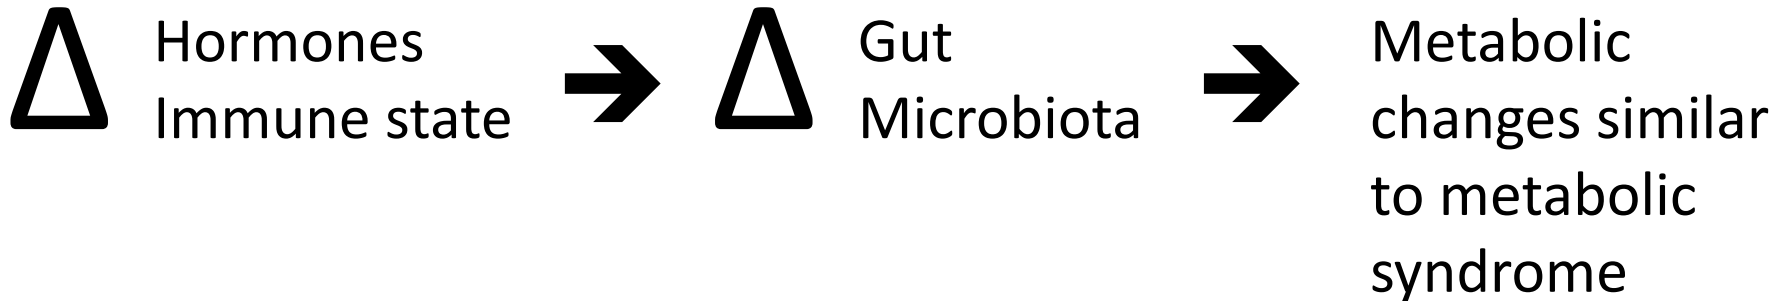 Δ Hormones
Immune state
➔
Δ Gut
Microbiota
➔
Metabolic
changes similar
to metabolic
syndrome